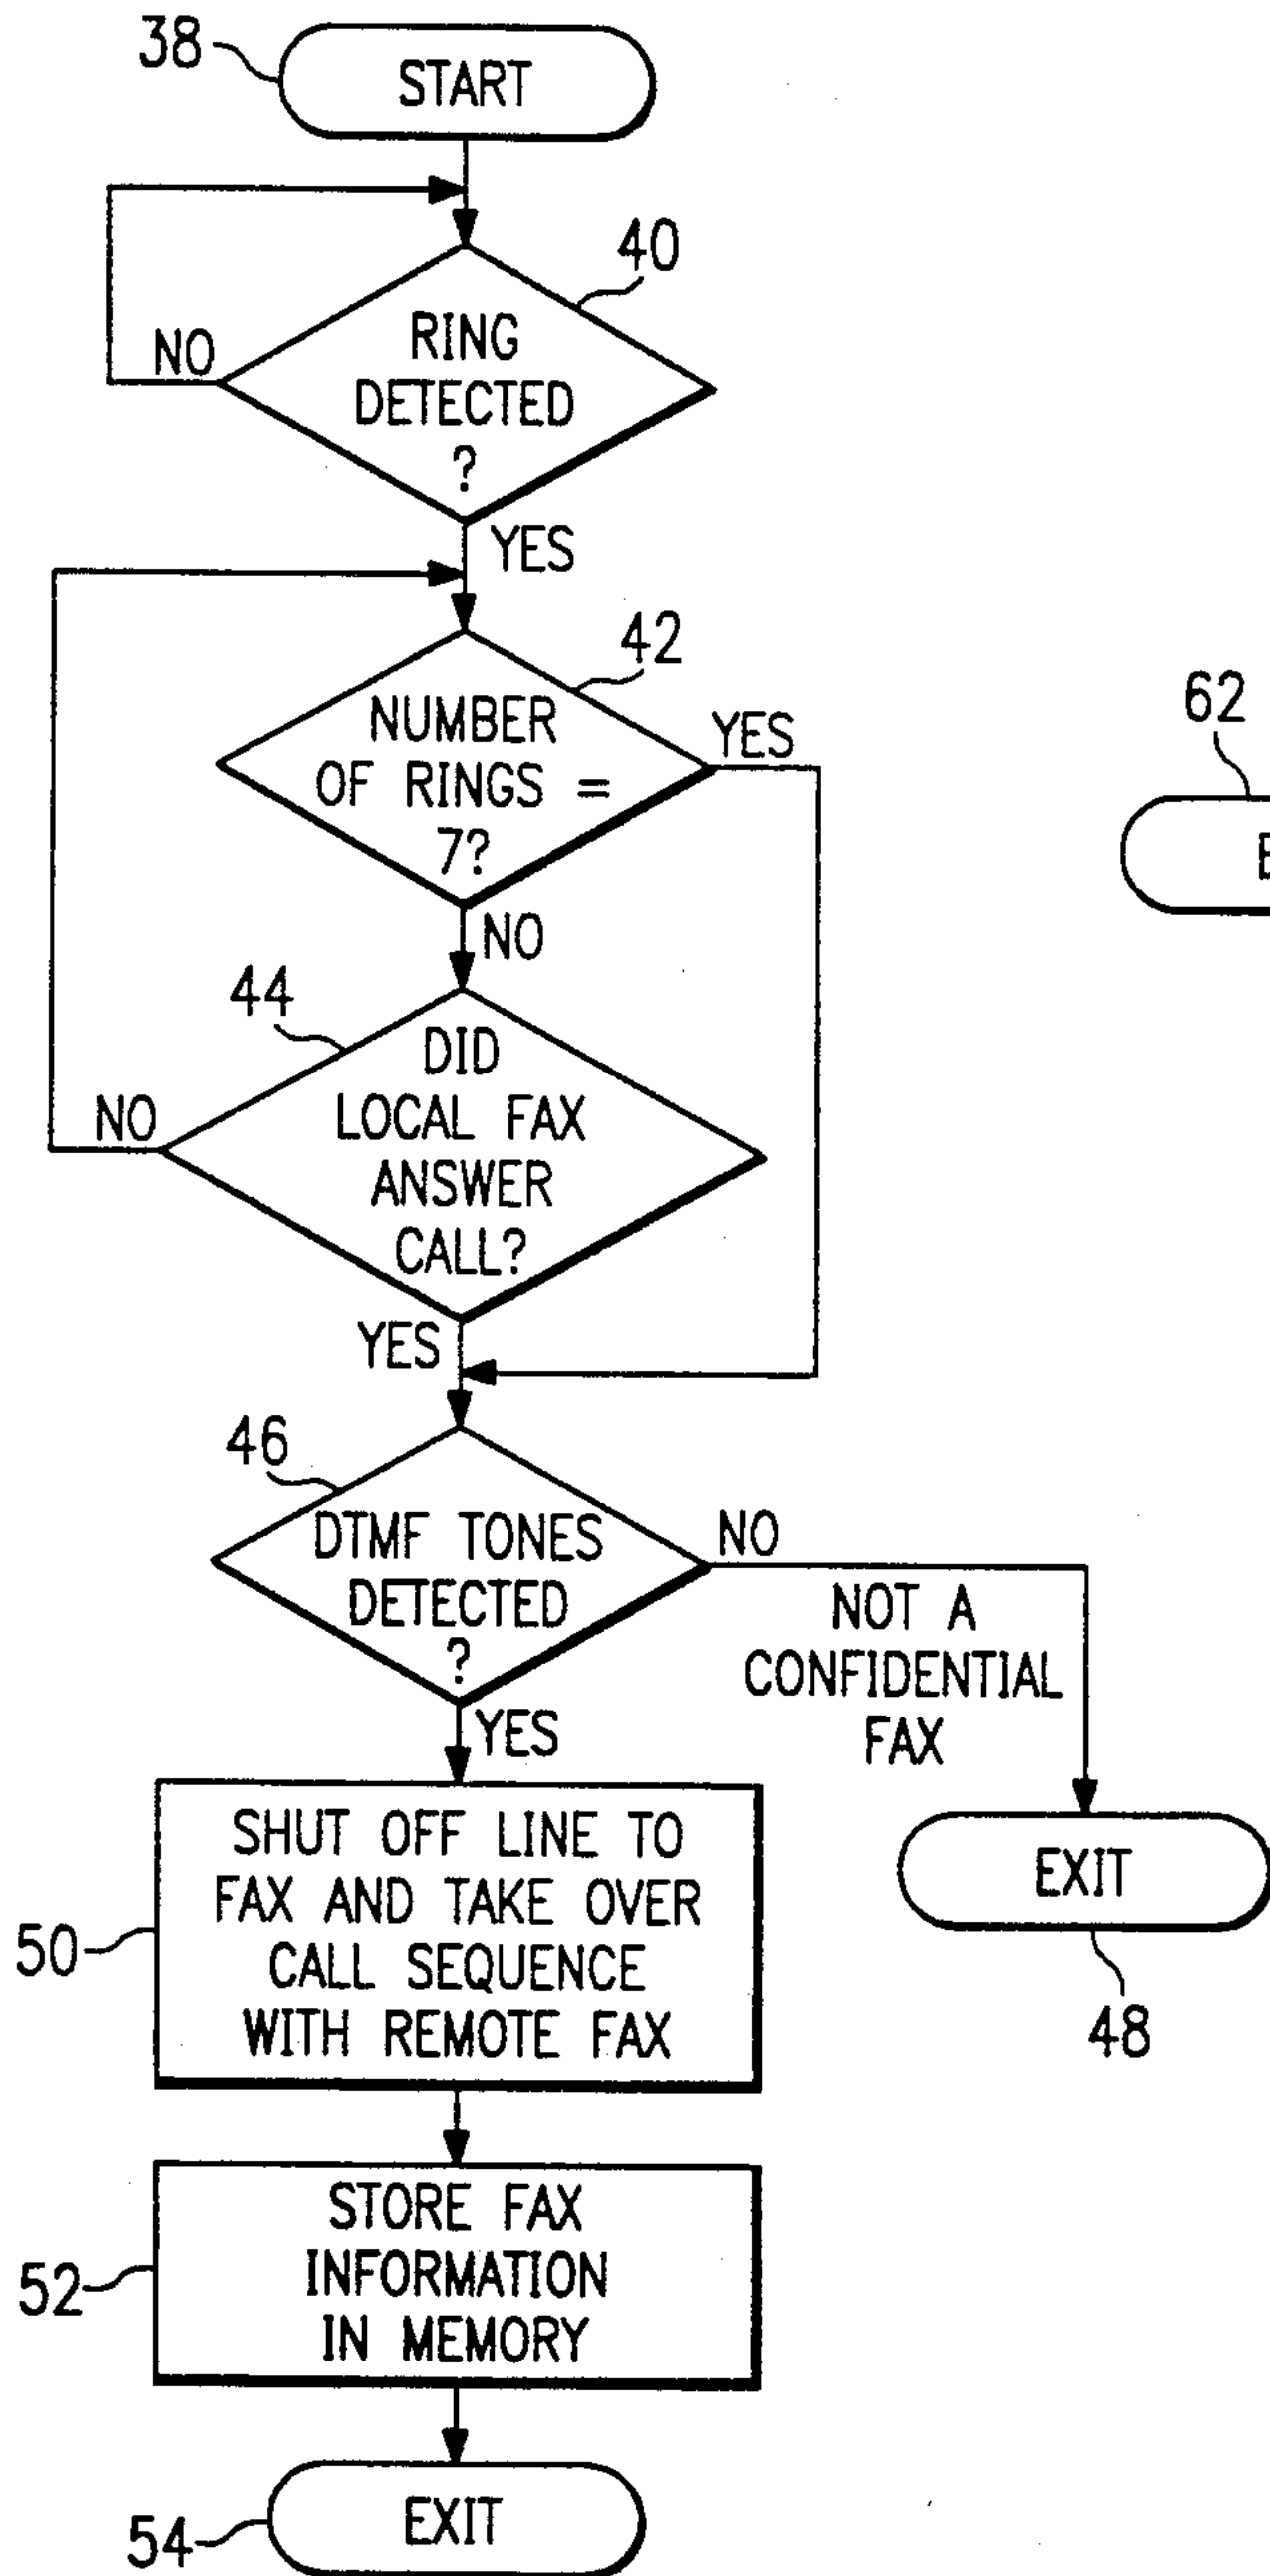 38
START
40
RING
DETECTED
?
NO
YES
42
NUMBER
OF RINGS =
7?
YES
NO
62
44
DID
LOCAL FAX
ANSWER
CALL?
NO
YES
46
DTMF TONES
DETECTED
?
NO
NOT A
CONFIDENTIAL
FAX
YES
EXIT
48
50
SHUT OFF LINE TO
FAX AND TAKE OVER
CALL SEQUENCE
WITH REMOTE FAX
52
STORE FAX
INFORMATION
IN MEMORY
54
EXIT